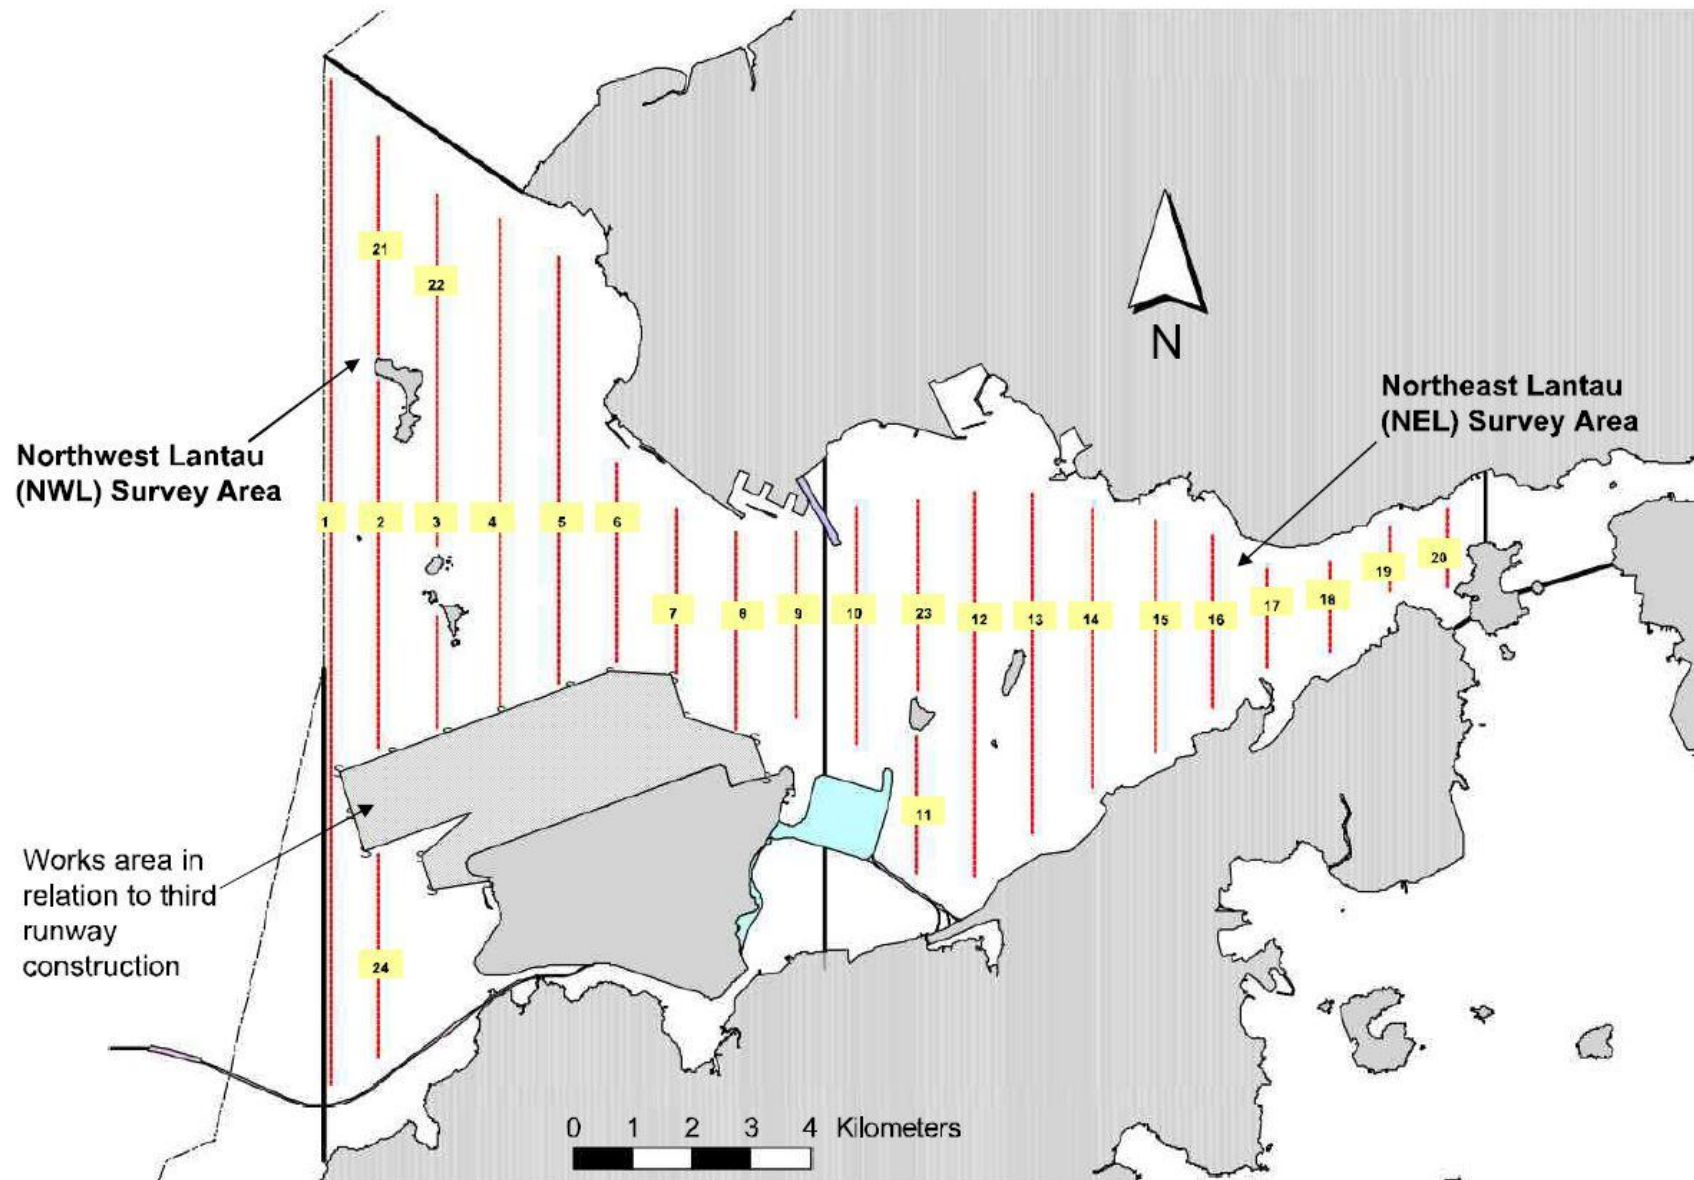 21
22
N
Northeast Lantau
(NEL) Survey Area
Northwest Lantau
(NWL) Survey Area
1 2 3 4 5 6
7 8 9 10 23 12 13 14 15 16 17 18 19 20
11
Works area in
relation to third
runway
construction
24
0 1 2 3 4 Kilometers